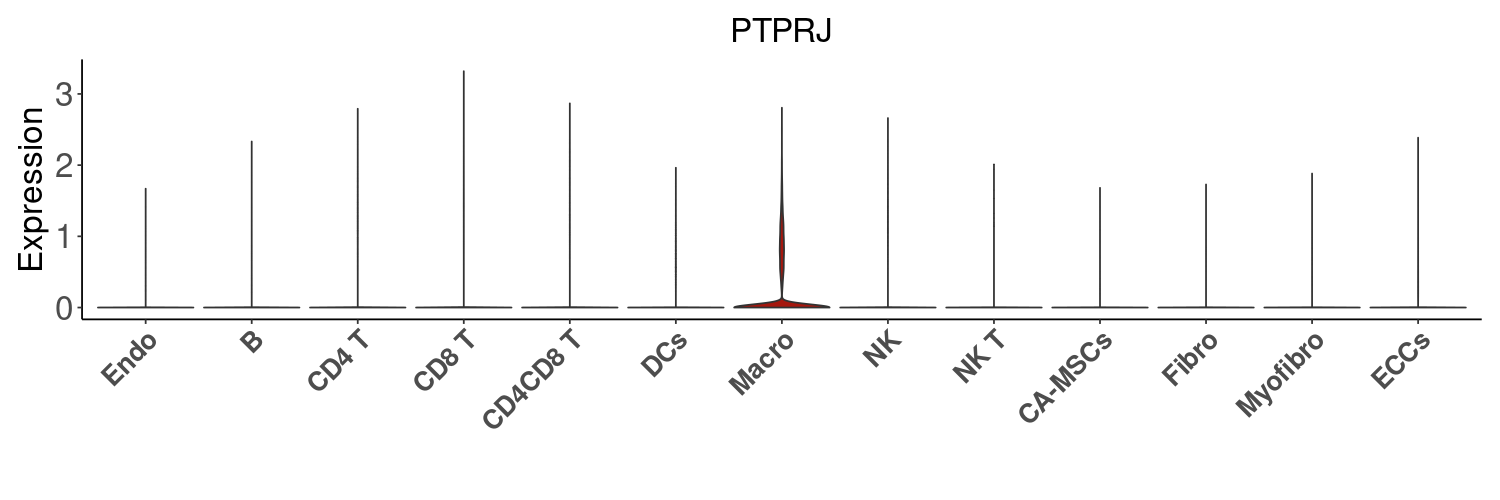 PTPRJ
Expression
3
2
1
0
Endo
B
CD4 T
CD8 T
CD4CD8 T
DCs
Macro
NK
NK T
CA-MSCs
Fibro
Myofibro
ECCs